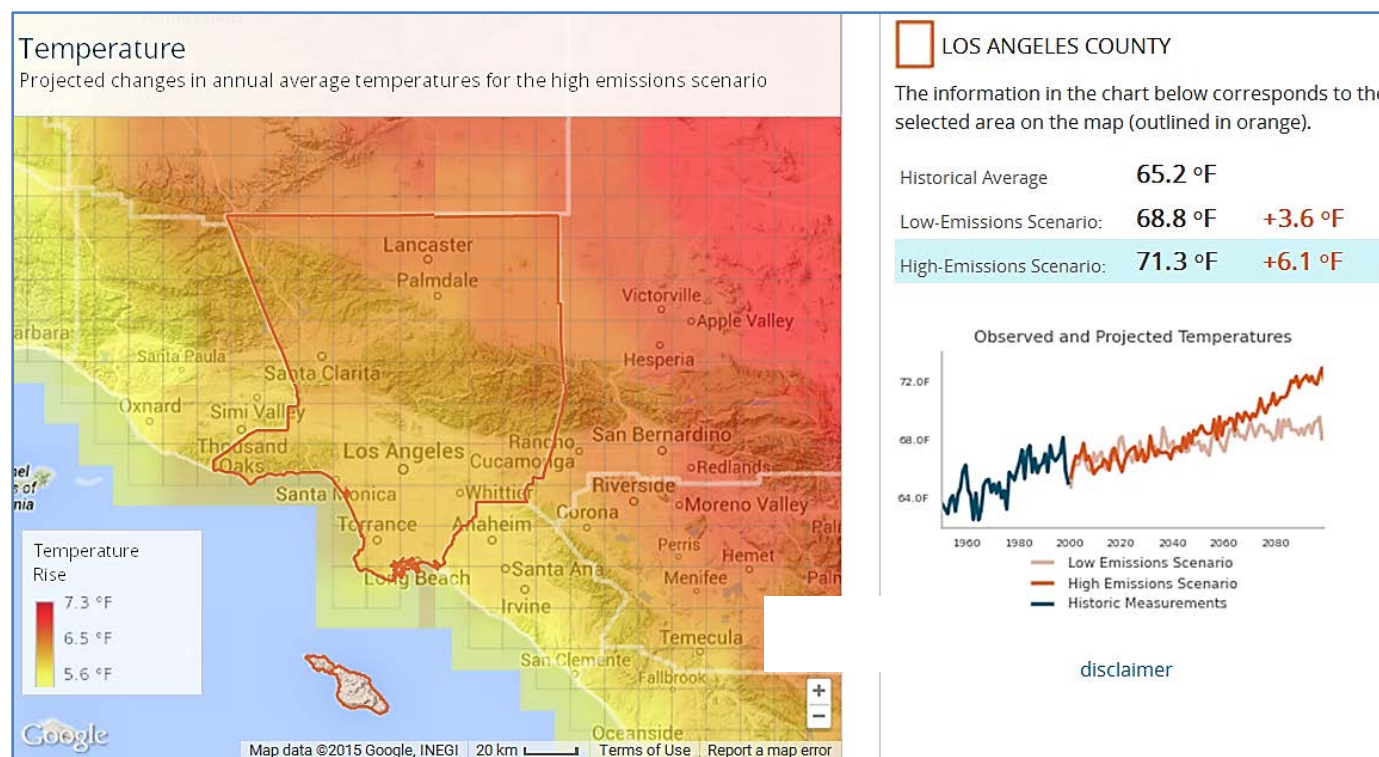 Temperature
Projected changes in annual average temperatures for the high emissions scenario
Lancaster
Palmdale
Victorville
Apple Valley
Hesperia
arbara
Santa Paula
Santa Clarita
Oxnard
Simi Valley
Thousand
Oaks
Los Angeles
Rancho
Cucamonga
San Bernardino
Redlands
nel
s of
nia
Santa Monica
Whittier
Riverside
Moreno Valley
Torrance
Anaheim
Corona
Pal
Perris
Hemet
Long Beach
Santa Ana
Menifee
Palm
Irvine
Temecula
San Clemente
Fallbrook
Oceanside
Temperature
Rise
7.3 °F
6.5 °F
5.6 °F
+
−
Google
Map data ©2015 Google, INEGI
20 km
Terms of Use
Report a map error
LOS ANGELES COUNTY
The information in the chart below corresponds to the
selected area on the map (outlined in orange).
Historical Average 65.2 °F
Low-Emissions Scenario: 68.8 °F +3.6 °F
High-Emissions Scenario: 71.3 °F +6.1 °F
Observed and Projected Temperatures
72.0F
68.0F
64.0F
1960 1980 2000 2020 2040 2060 2080
Low Emissions Scenario
High Emissions Scenario
Historic Measurements
disclaimer